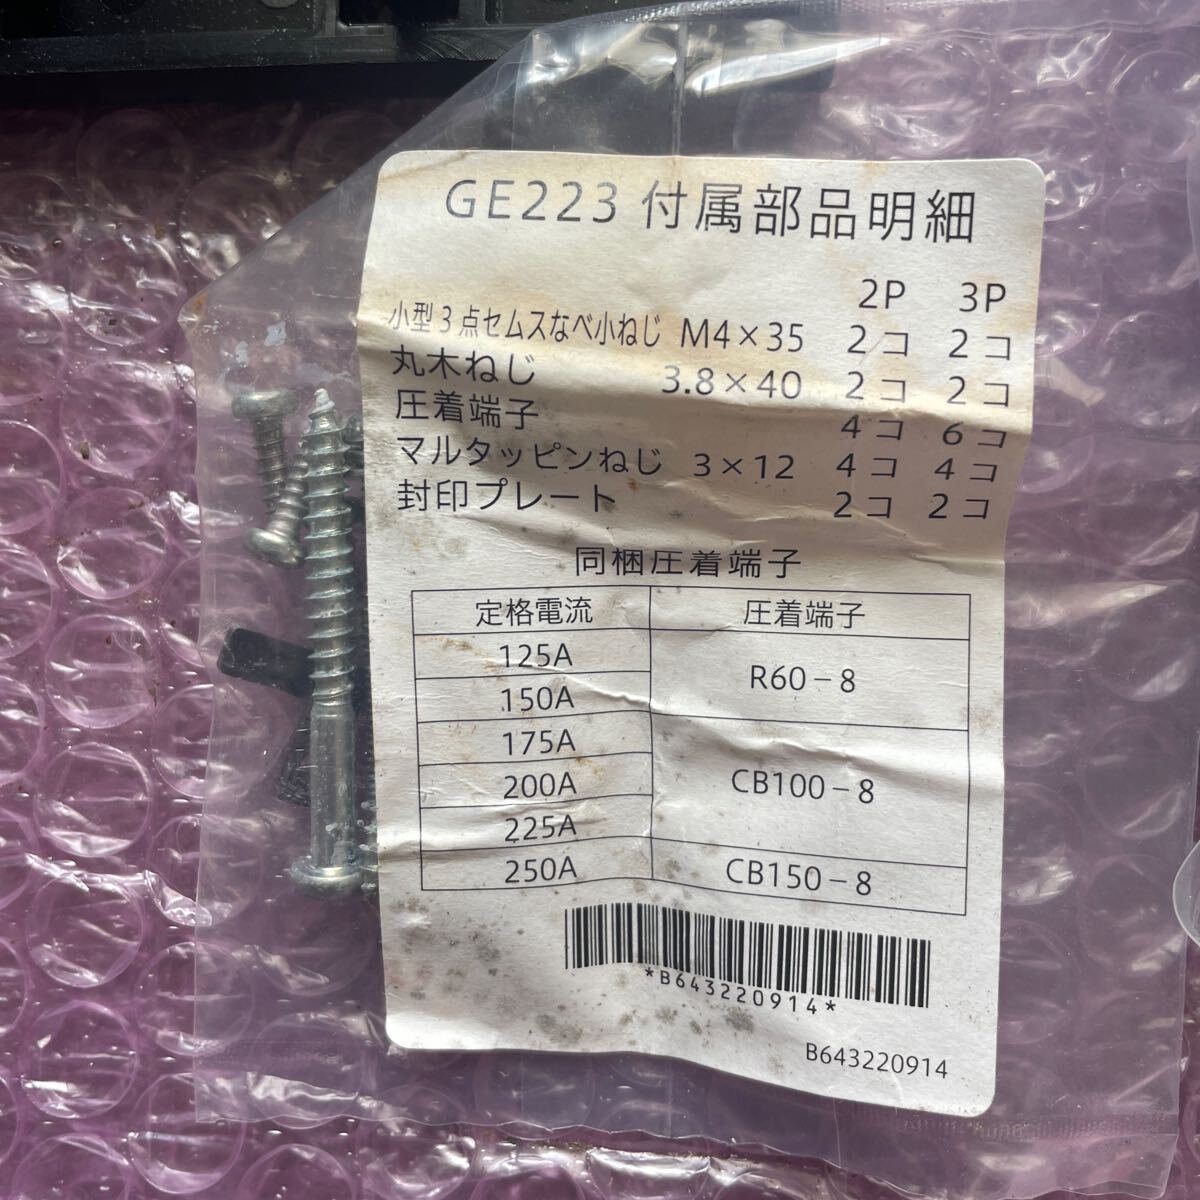 GE223 付属部品明細
2P 3P
小型3点セムスなべ小ねじ M4×35 2コ 2コ
丸木ねじ 3.8×40 2コ 2コ
圧着端子 4コ 6コ
マルタッピンねじ 3×12 4コ 4コ
封印プレート 2コ 2コ
同梱圧着端子
定格電流 圧着端子
125A
R60-8
150A
175A
200A CB100-8
225A
250A CB150-8
*B643220914*
B643220914